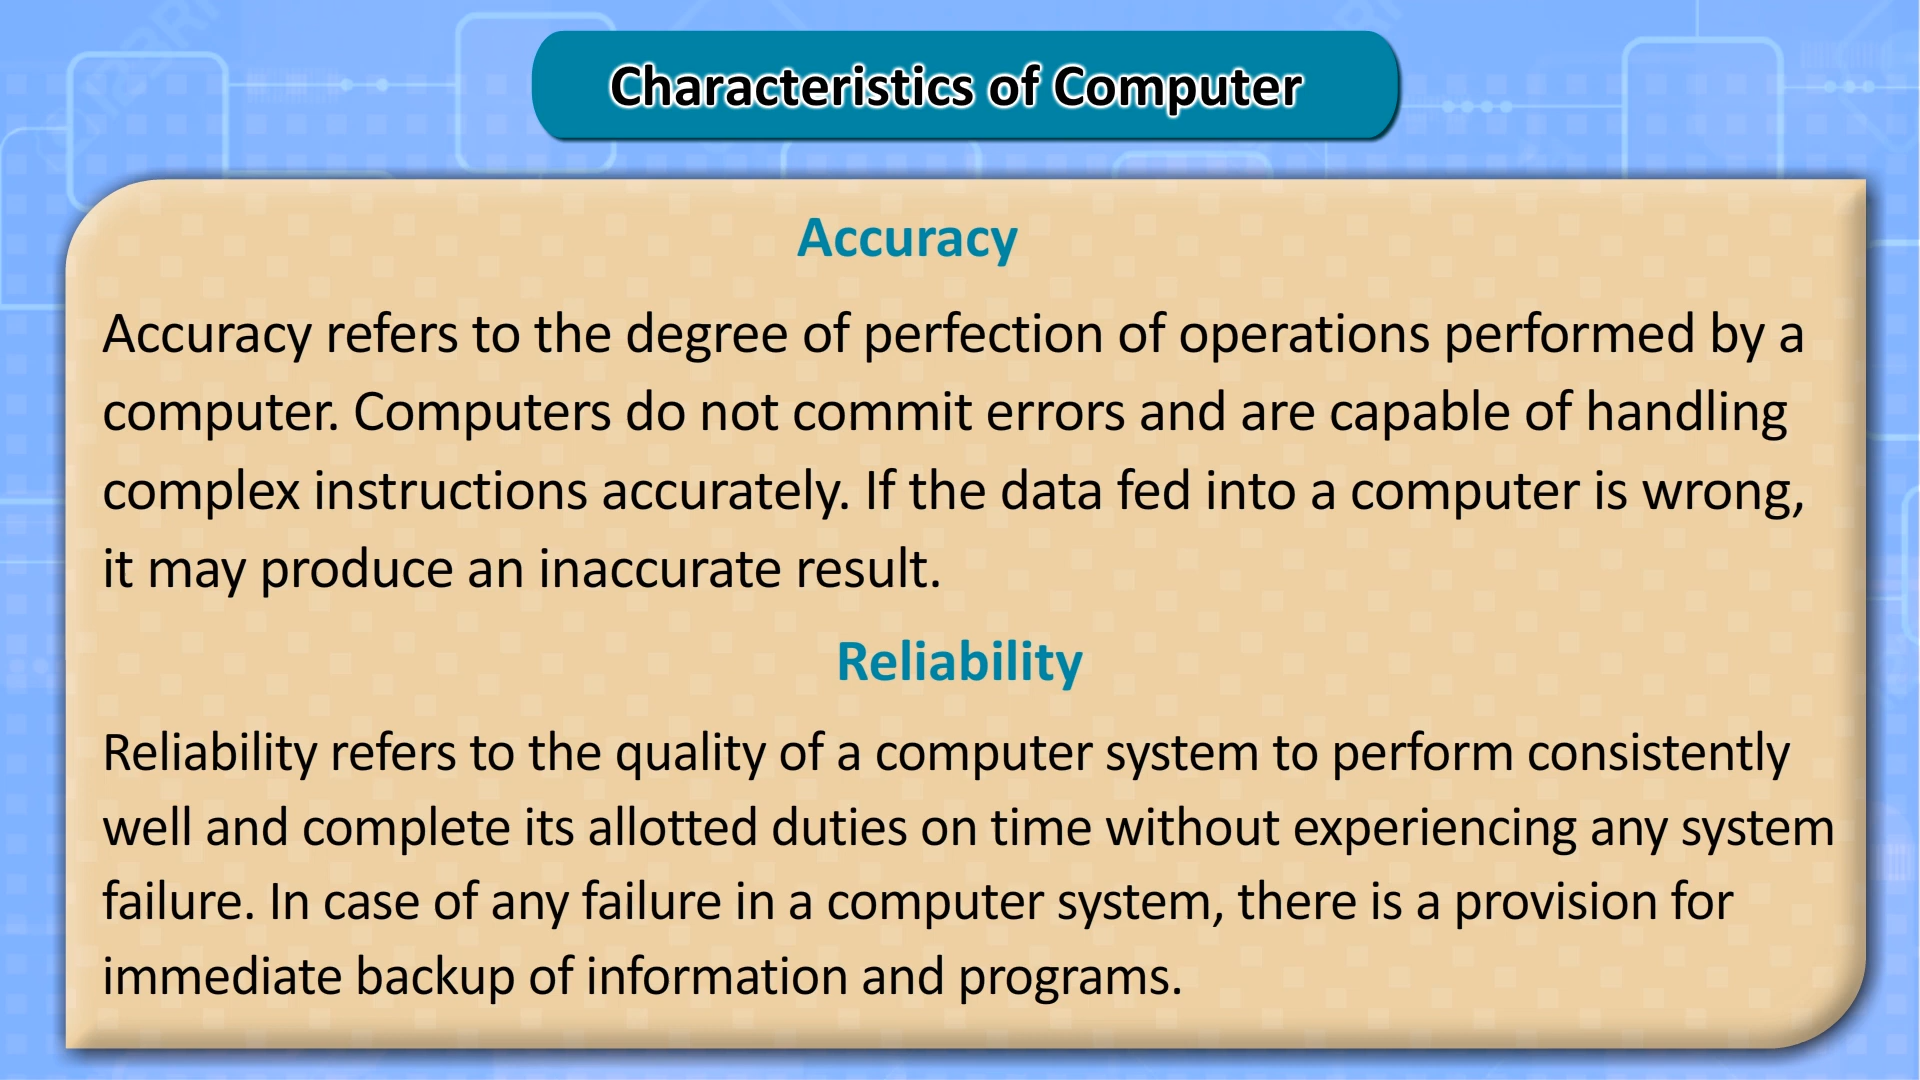 Characteristics of Computer
Accuracy
Accuracy refers to the degree of perfection of operations performed by a
computer. Computers do not commit errors and are capable of handling
complex instructions accurately. If the data fed into a computer is wrong,
it may produce an inaccurate result.
Reliability
Reliability refers to the quality of a computer system to perform consistently
well and complete its allotted duties on time without experiencing any system
failure. In case of any failure in a computer system, there is a provision for
immediate backup of information and programs.